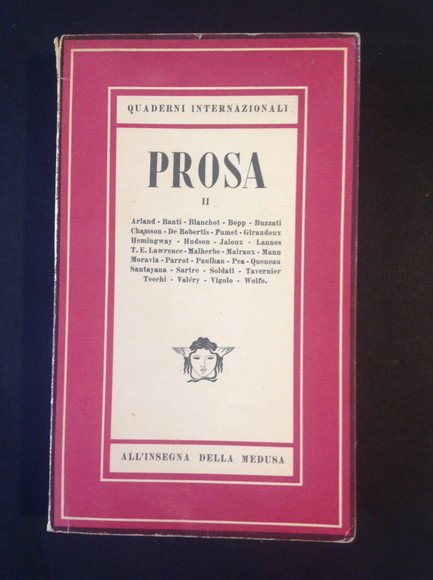 QUADERNI INTERNAZIONALI
PROSA
II
Arland - Banti - Blanchot - Bopp - Buzzati
Chamson - De Robertis - Fumet - Giraudoux
Hemingway - Hudson - Jaloux - Lannes
T. E. Lawrence - Malherbe - Malraux - Mann
Moravia - Parrot - Paulhan - Pea - Queneau
Santayana - Sartre - Soldati - Tavernier
Tecchi - Valéry - Vigolo - Wolfe.
ALL'INSEGNA DELLA MEDUSA